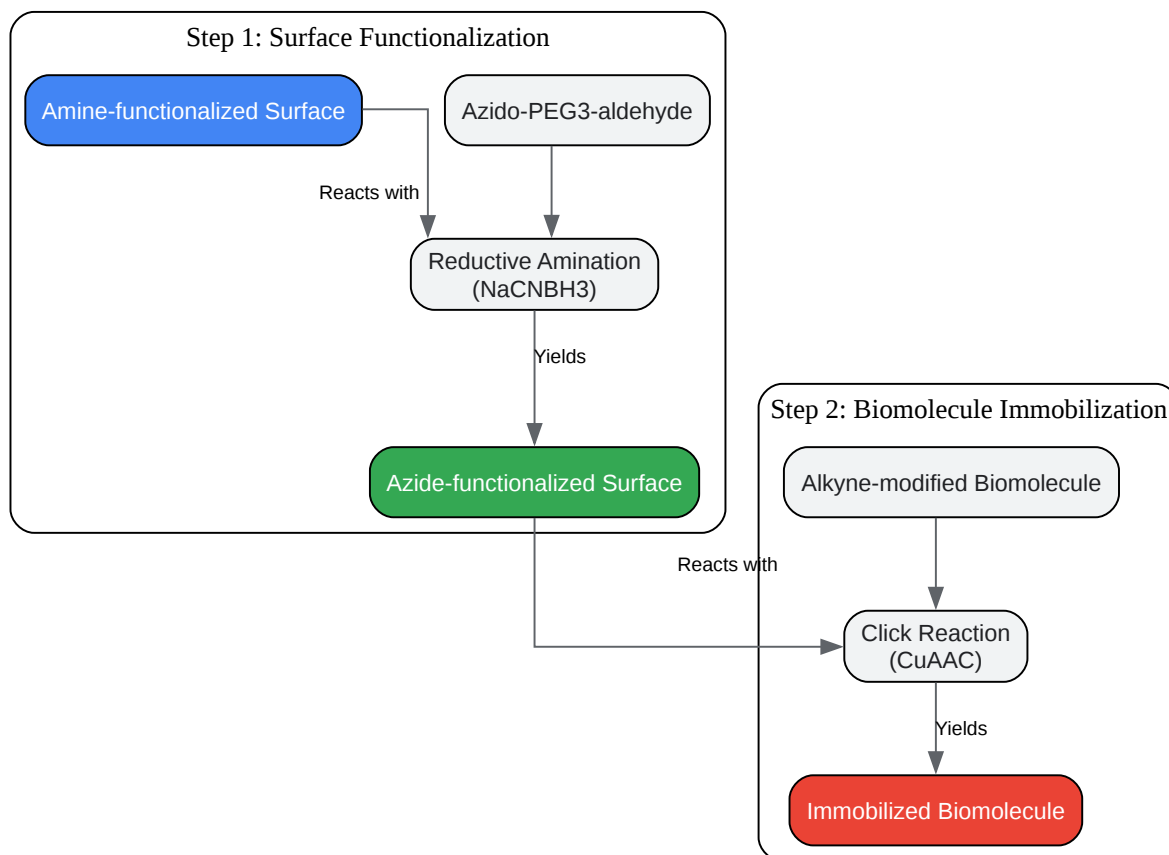 Step 1: Surface Functionalization
Amine-functionalized Surface
Azido-PEG3-aldehyde
Reacts with
Reductive Amination
(NaCNBH3)
Yields
Azide-functionalized Surface
Step 2: Biomolecule Immobilization
Alkyne-modified Biomolecule
Reacts with
Click Reaction
(CuAAC)
Yields
Immobilized Biomolecule